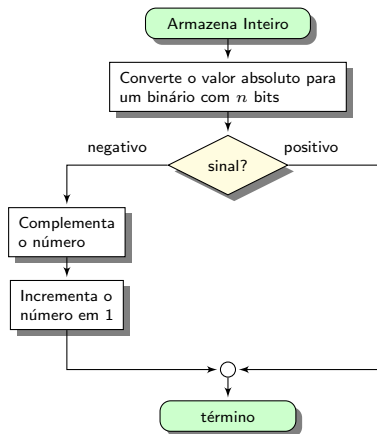 Armazena Inteiro
Converte o valor absoluto para
um binário com n bits
negativo
sinal?
positivo
Complementa
o número
Incrementa o
número em 1
término